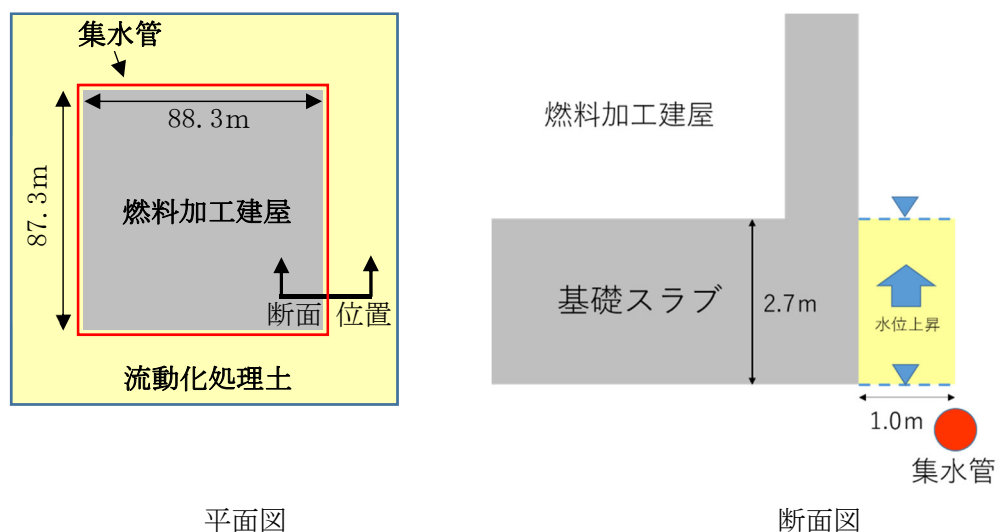 集水管
88.3m
87.3m
燃料加工建屋
断面 位置
流動化処理土
平面図
燃料加工建屋
基礎スラブ
2.7m
水位上昇
1.0m
集水管
断面図